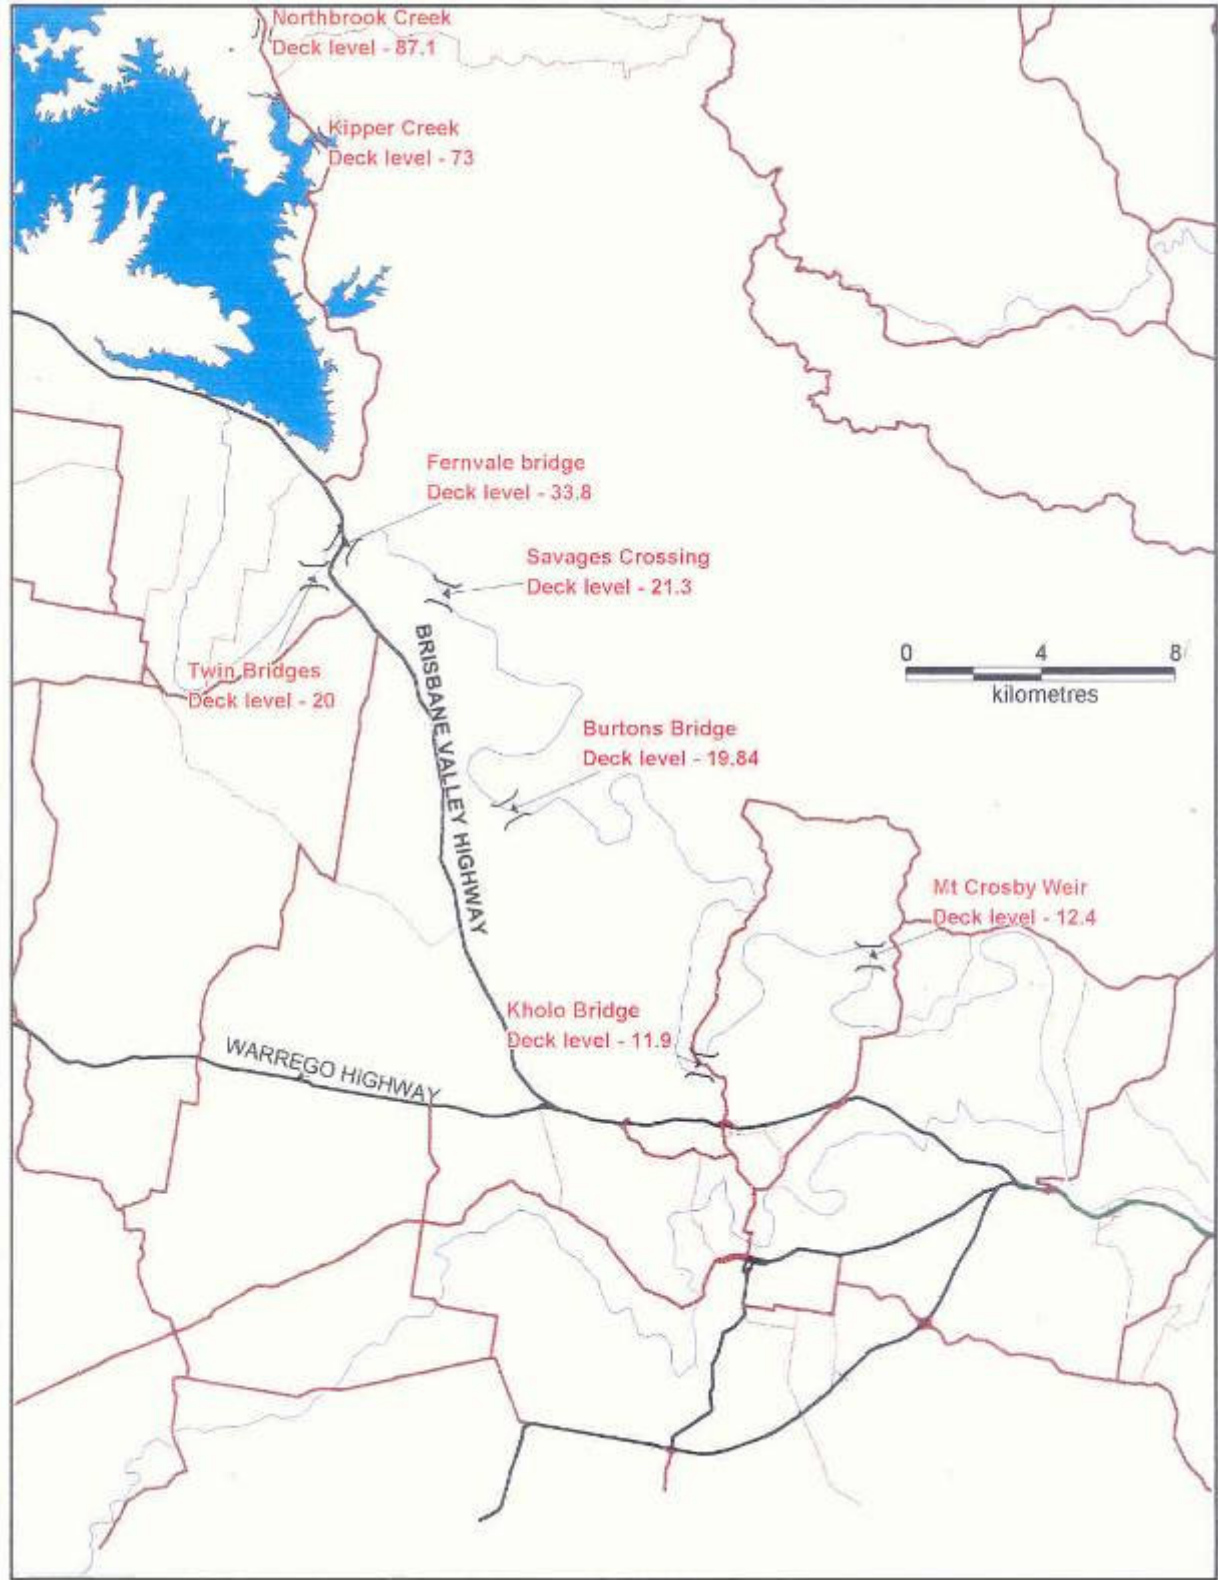 Northbrook Creek
Deck level - 87.1
Kipper Creek
Deck level - 73
Fernvale bridge
Deck level - 33.8
Savages Crossing
Deck level - 21.3
Twin Bridges
Deck level - 20
BRISBANE VALLEY HIGHWAY
0 4 8
kilometres
Burtons Bridge
Deck level - 19.84
Mt Crosby Weir
Deck level - 12.4
Kholo Bridge
Deck level - 11.9
WARREGO HIGHWAY